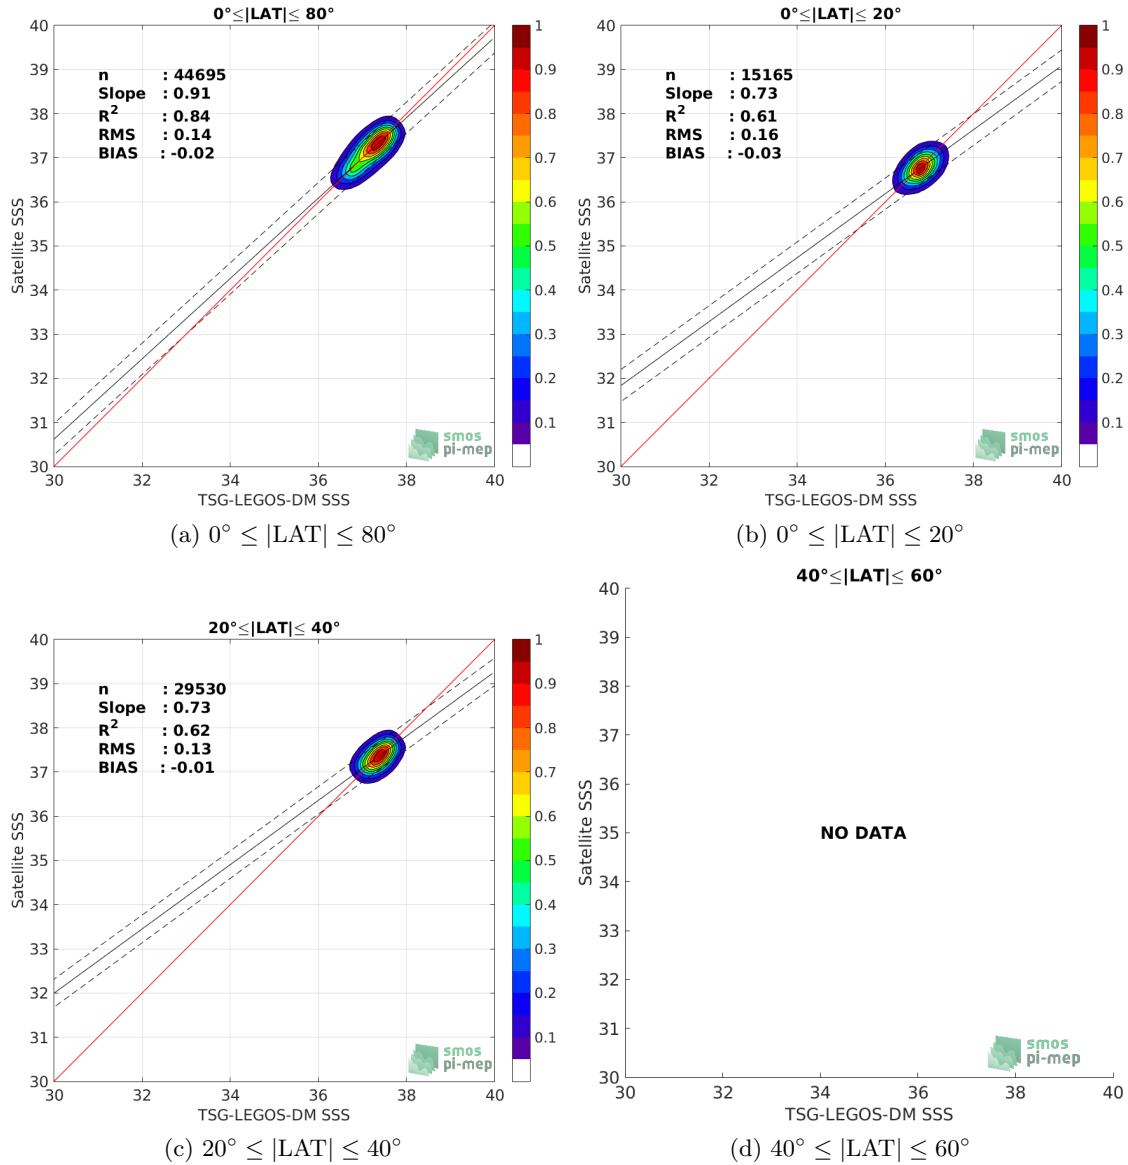 0°≤|LAT|≤ 80°
n : 44695
Slope : 0.91
R2 : 0.84
RMS : 0.14
BIAS : -0.02
40
39
38
37
36
35
34
33
32
31
30
30 32 34 36 38 40
Satellite SSS
TSG-LEGOS-DM SSS
1
0.9
0.8
0.7
0.6
0.5
0.4
0.3
0.2
0.1
smos
pi-mep
(a) 0° ≤ |LAT| ≤ 80°
0°≤|LAT|≤ 20°
n : 15165
Slope : 0.73
R2 : 0.61
RMS : 0.16
BIAS : -0.03
40
39
38
37
36
35
34
33
32
31
30
30 32 34 36 38 40
Satellite SSS
TSG-LEGOS-DM SSS
1
0.9
0.8
0.7
0.6
0.5
0.4
0.3
0.2
0.1
smos
pi-mep
(b) 0° ≤ |LAT| ≤ 20°
20°≤|LAT|≤ 40°
n : 29530
Slope : 0.73
R2 : 0.62
RMS : 0.13
BIAS : -0.01
40
39
38
37
36
35
34
33
32
31
30
30 32 34 36 38 40
Satellite SSS
TSG-LEGOS-DM SSS
1
0.9
0.8
0.7
0.6
0.5
0.4
0.3
0.2
0.1
smos
pi-mep
(c) 20° ≤ |LAT| ≤ 40°
40°≤|LAT|≤ 60°
40
39
38
37
36
35
34
33
32
31
30
30 32 34 36 38 40
Satellite SSS
NO DATA
TSG-LEGOS-DM SSS
smos
pi-mep
(d) 40° ≤ |LAT| ≤ 60°